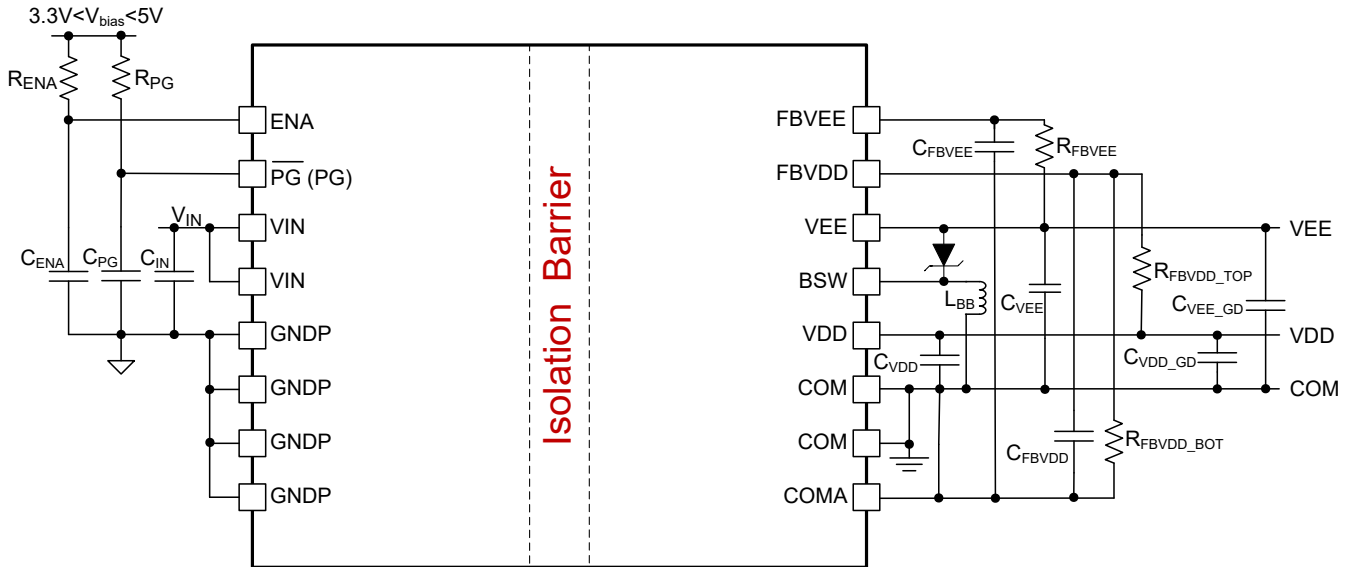 3.3V<Vbias<5V
RENA
RPG
ENA
PG (PG)
VIN
VIN
VIN
CENA
CPG
CIN
GNDP
GNDP
GNDP
GNDP
Isolation Barrier
FBVEE
FBVDD
VEE
BSW
VDD
COM
COM
COMA
CFBVEE
RFBVEE
LBB
CVEE
CVDD
CFBVDD
RFBVDD_TOP
RFBVDD_BOT
CVEE_GD
CVDD_GD
VEE
VDD
COM